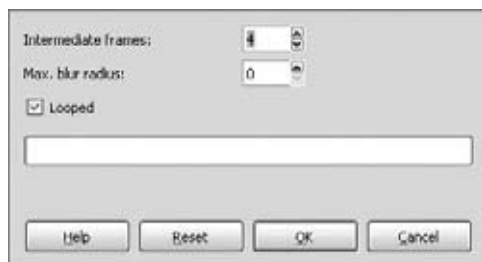 Intermediate frames: 4
Max. blur radius: 0
Looped
Help Reset OK Cancel